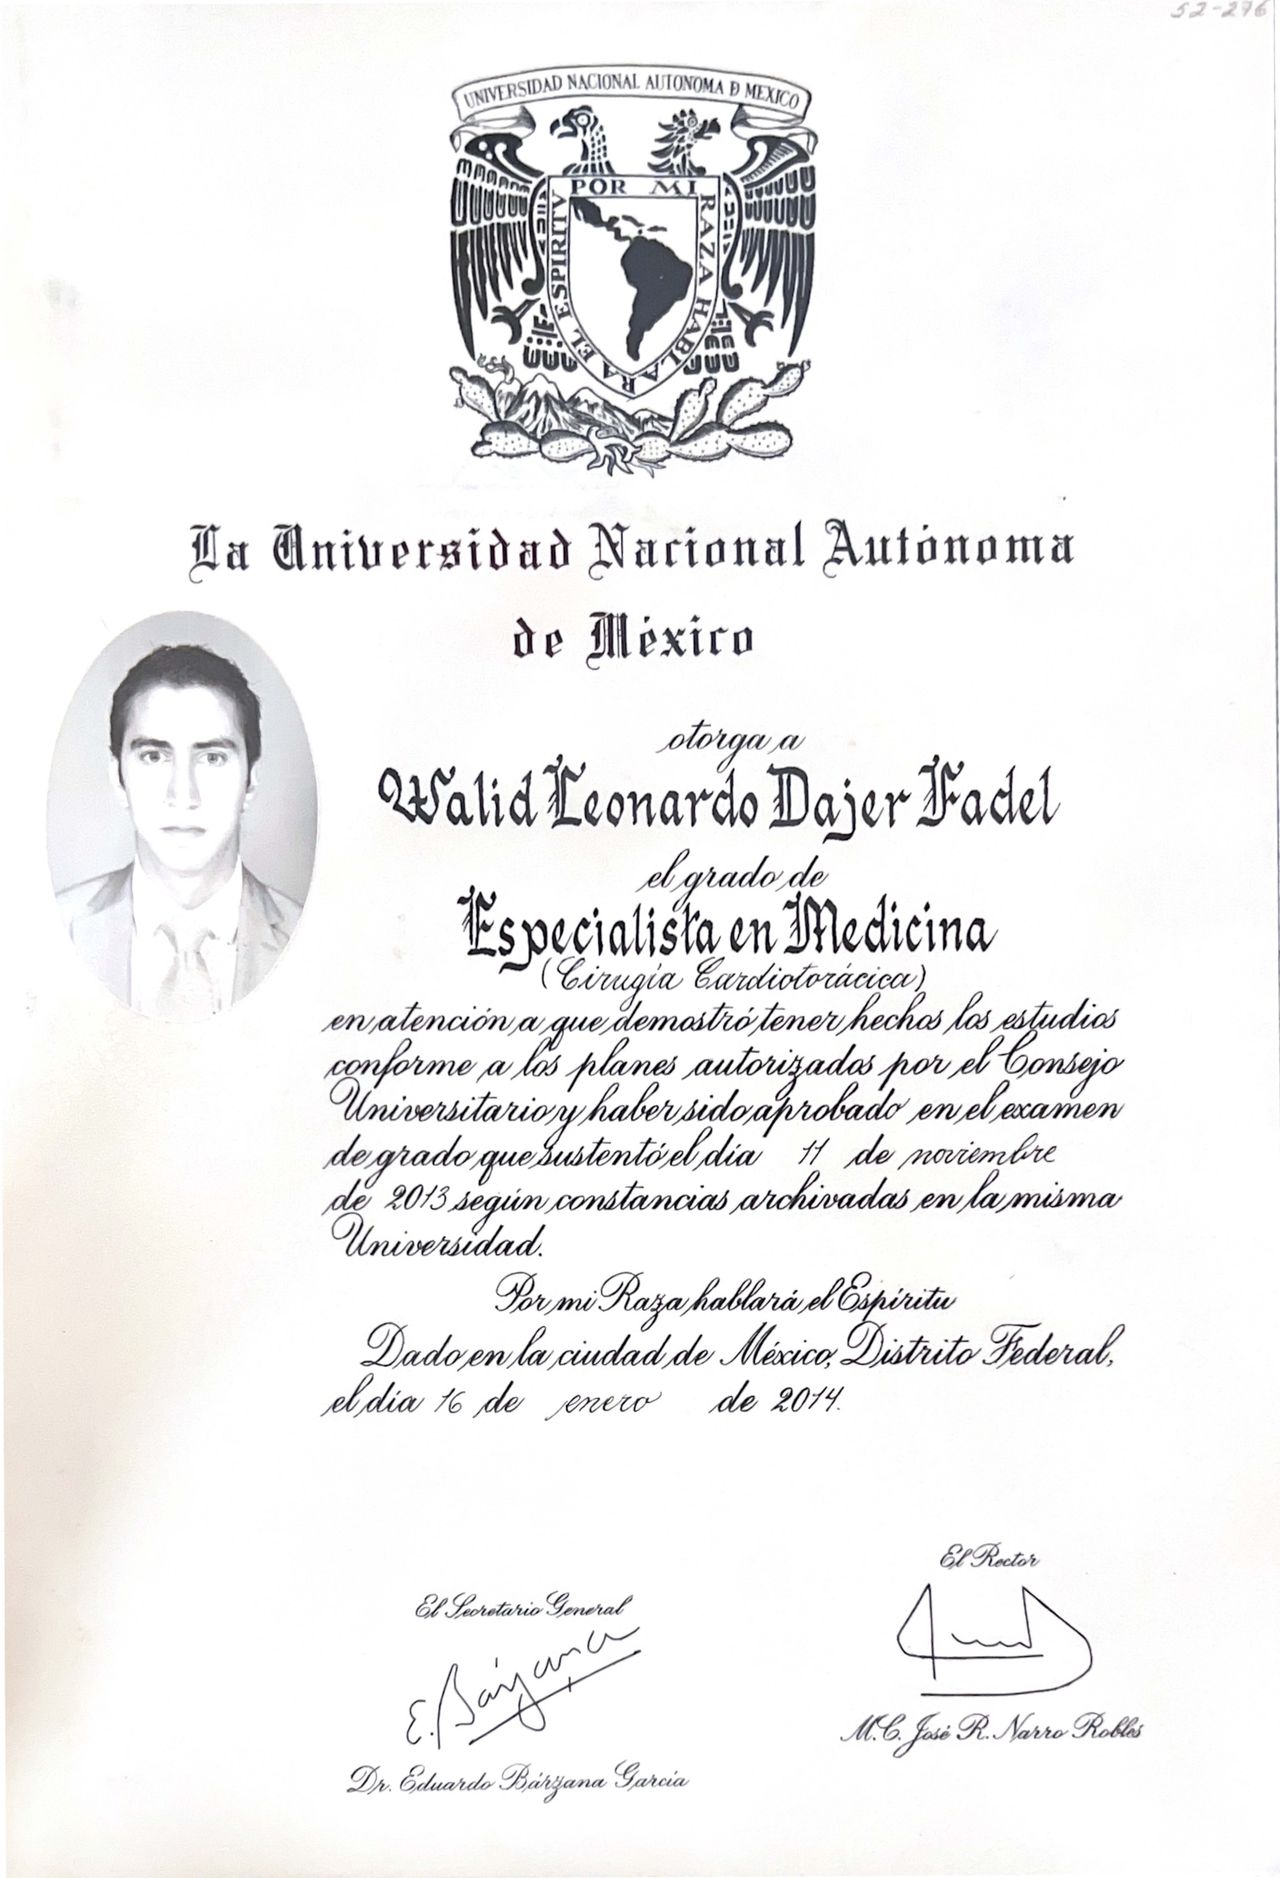 52-276
UNIVERSIDAD NACIONAL AUTONOMA D MEXICO
POR MI RAZA HABLARA EL ESPIRITV
La Universidad Nacional Autónoma
de México
otorga a
Walid Leonardo Dajer Fadel
el grado de
Especialista en Medicina
(Cirugía Cardiotorácica)
en atención a que demostró tener hechos los estudios
conforme a los planes autorizados por el Consejo
Universitario y haber sido aprobado en el examen
de grado que sustentó el día 11 de noviembre
de 2013 según constancias archivadas en la misma
Universidad.
Por mi Raza hablará el Espíritu
Dado en la ciudad de México, Distrito Federal,
el día 16 de enero de 2014.
El Rector
El Secretario General
E. Bárzana
M.C. José R. Narro Robles
Dr. Eduardo Bárzana García